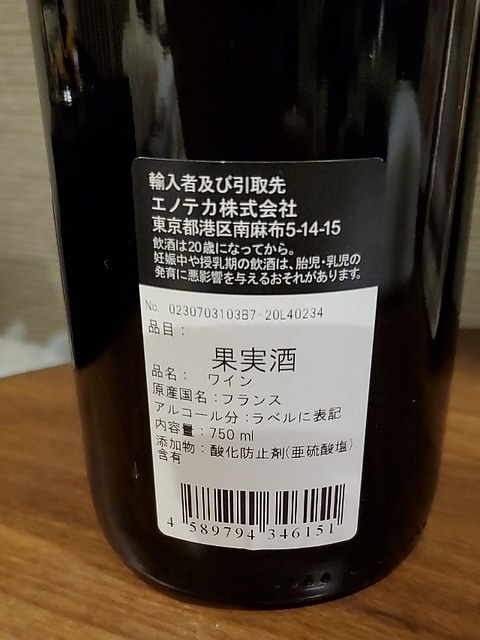 輸入者及び引取先
エノテカ株式会社
東京都港区南麻布5-14-15
飲酒は20歳になってから。
妊娠中や授乳期の飲酒は、胎児・乳児の
発育に悪影響を与えるおそれがあります。
No. 0230703103B7-20L40234
品目：
果実酒
品名： ワイン
原産国名：フランス
アルコール分：ラベルに表記
内容量：750 ml
添加物：酸化防止剤(亜硫酸塩)
含有
4 589794 346151